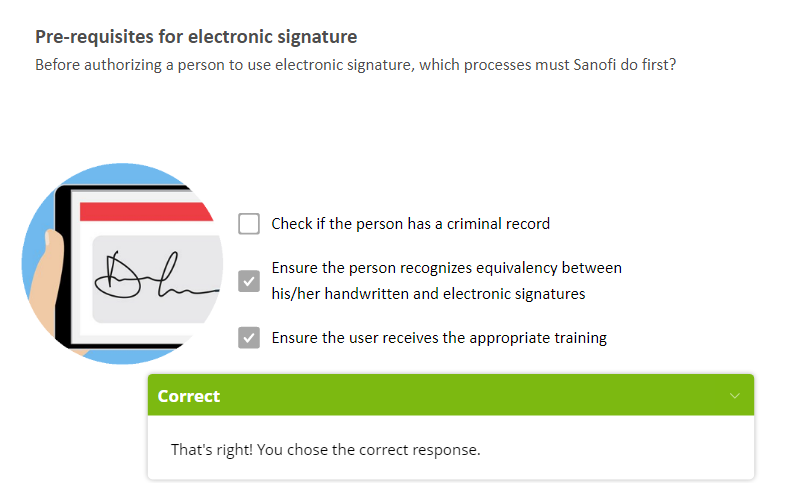 Pre-requisites for electronic signature
Before authorizing a person to use electronic signature, which processes must Sanofi do first?
Check if the person has a criminal record
Ensure the person recognizes equivalency between
his/her handwritten and electronic signatures
Ensure the user receives the appropriate training
Correct
That's right! You chose the correct response.